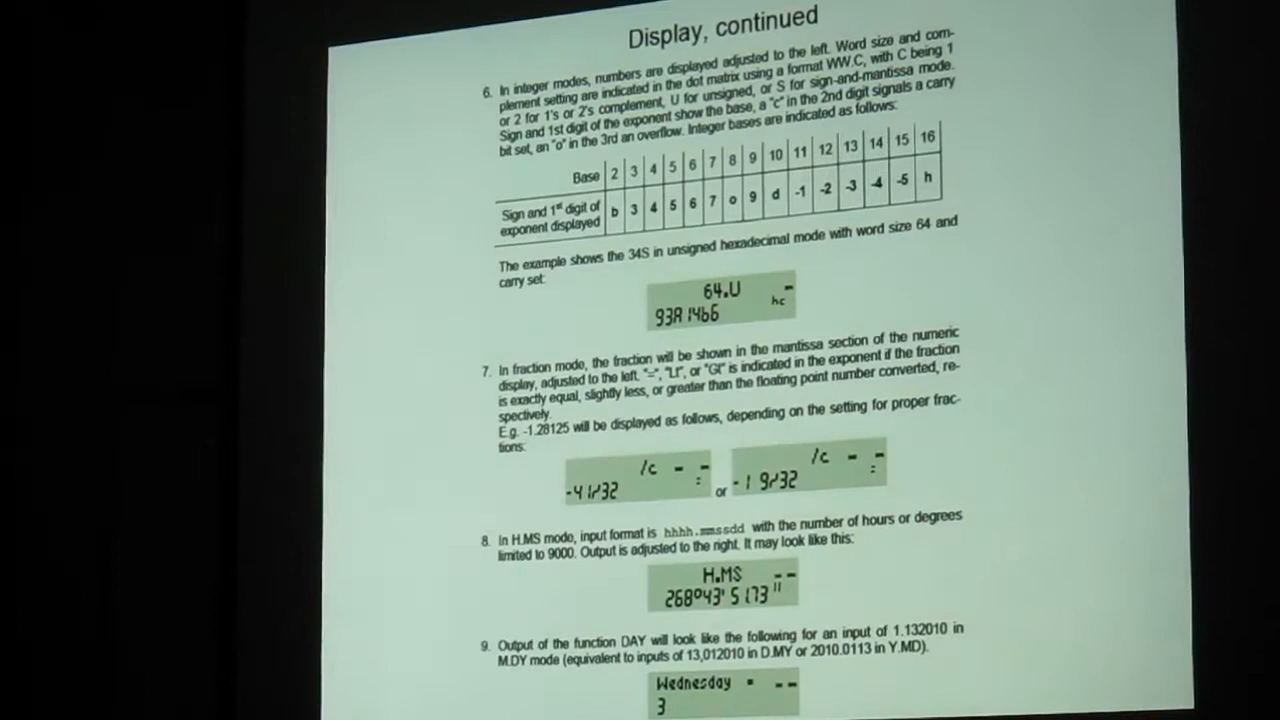 Display, continued
6. In integer modes, numbers are displayed adjusted to the left. Word size and com-
plement setting are indicated in the dot matrix using a format WW.C, with C being 1
or 2 for 1's or 2's complement, U for unsigned, or S for sign-and-mantissa mode.
Sign and 1st digit of the exponent show the base, a "c" in the 2nd digit signals a carry
bit set, an "o" in the 3rd an overflow. Integer bases are indicated as follows:
Base 2 3 4 5 6 7 8 9 10 11 12 13 14 15 16
Sign and 1st digit of
exponent displayed b 3 4 5 6 7 o 9 d -1 -2 -3 -4 -5 h
The example shows the 34S in unsigned hexadecimal mode with word size 64 and
carry set:
64.U
93A14b6 hc
7. In fraction mode, the fraction will be shown in the mantissa section of the numeric
display, adjusted to the left. "=", "Lt", or "Gt" is indicated in the exponent if the fraction
is exactly equal, slightly less, or greater than the floating point number converted, re-
spectively.
E.g. -1.28125 will be displayed as follows, depending on the setting for proper frac-
tions:
/c
-41/32 =
or
/c
-1 9/32 =
8. In H.MS mode, input format is hhhh.mmssdd with the number of hours or degrees
limited to 9000. Output is adjusted to the right. It may look like this:
H.MS
268°43' 51.73"
9. Output of the function DAY will look like the following for an input of 1.132010 in
M.DY mode (equivalent to inputs of 13,012010 in D.MY or 2010.0113 in Y.MD).
Wednesday
3